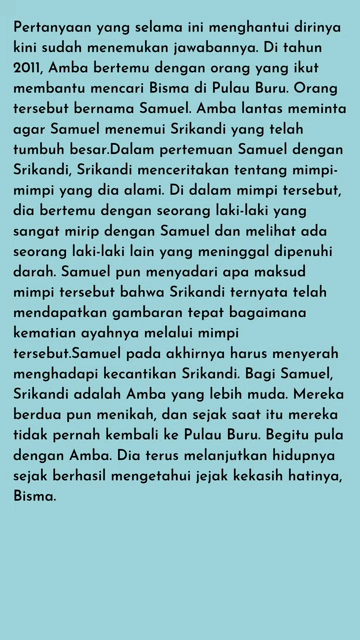 Pertanyaan yang selama ini menghantui dirinya
kini sudah menemukan jawabannya. Di tahun
2011, Amba bertemu dengan orang yang ikut
membantu mencari Bisma di Pulau Buru. Orang
tersebut bernama Samuel. Amba lantas meminta
agar Samuel menemui Srikandi yang telah
tumbuh besar.Dalam pertemuan Samuel dengan
Srikandi, Srikandi menceritakan tentang mimpi-
mimpi yang dia alami. Di dalam mimpi tersebut,
dia bertemu dengan seorang laki-laki yang
sangat mirip dengan Samuel dan melihat ada
seorang laki-laki lain yang meninggal dipenuhi
darah. Samuel pun menyadari apa maksud
mimpi tersebut bahwa Srikandi ternyata telah
mendapatkan gambaran tepat bagaimana
kematian ayahnya melalui mimpi
tersebut.Samuel pada akhirnya harus menyerah
menghadapi kecantikan Srikandi. Bagi Samuel,
Srikandi adalah Amba yang lebih muda. Mereka
berdua pun menikah, dan sejak saat itu mereka
tidak pernah kembali ke Pulau Buru. Begitu pula
dengan Amba. Dia terus melanjutkan hidupnya
sejak berhasil mengetahui jejak kekasih hatinya,
Bisma.